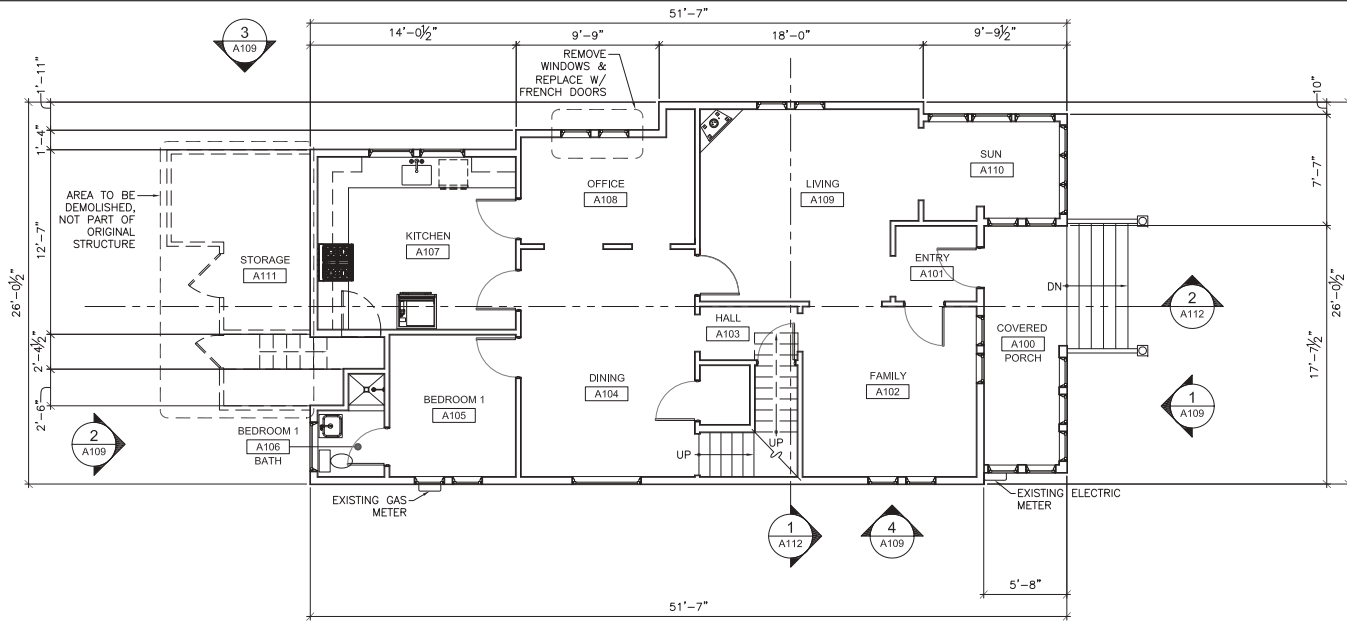 51'-7"
14'-0½"
9'-9"
18'-0"
9'-9½"
3
A109
REMOVE
WINDOWS &
REPLACE W/
FRENCH DOORS
1'-11"
10"
1'-4"
SUN
A110
7'-7"
OFFICE
A108
LIVING
A109
AREA TO BE
DEMOLISHED,
NOT PART OF
ORIGINAL
STRUCTURE
12'-7"
KITCHEN
A107
STORAGE
A111
ENTRY
A101
DN
2
A112
26'-0½"
26'-0½"
HALL
A103
COVERED
A100
PORCH
2'-4½"
17'-7½"
DINING
A104
FAMILY
A102
BEDROOM 1
A105
1
A109
2'-6"
2
A109
BEDROOM 1
A106
BATH
UP
UP
EXISTING GAS
METER
EXISTING ELECTRIC
METER
1
A112
4
A109
5'-8"
51'-7"